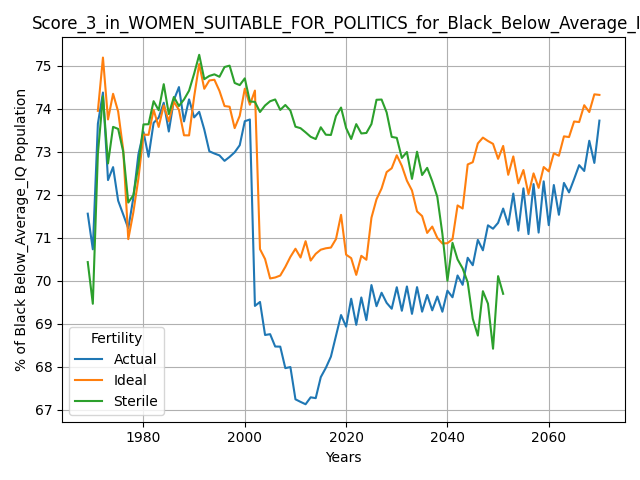 Score_3_in_WOMEN_SUITABLE_FOR_POLITICS_for_Black_Below_Average_I
% of Black Below_Average_IQ Population
75
74
73
72
71
70
69
68
67
Fertility
Actual
Ideal
Sterile
1980 2000 2020 2040 2060
Years